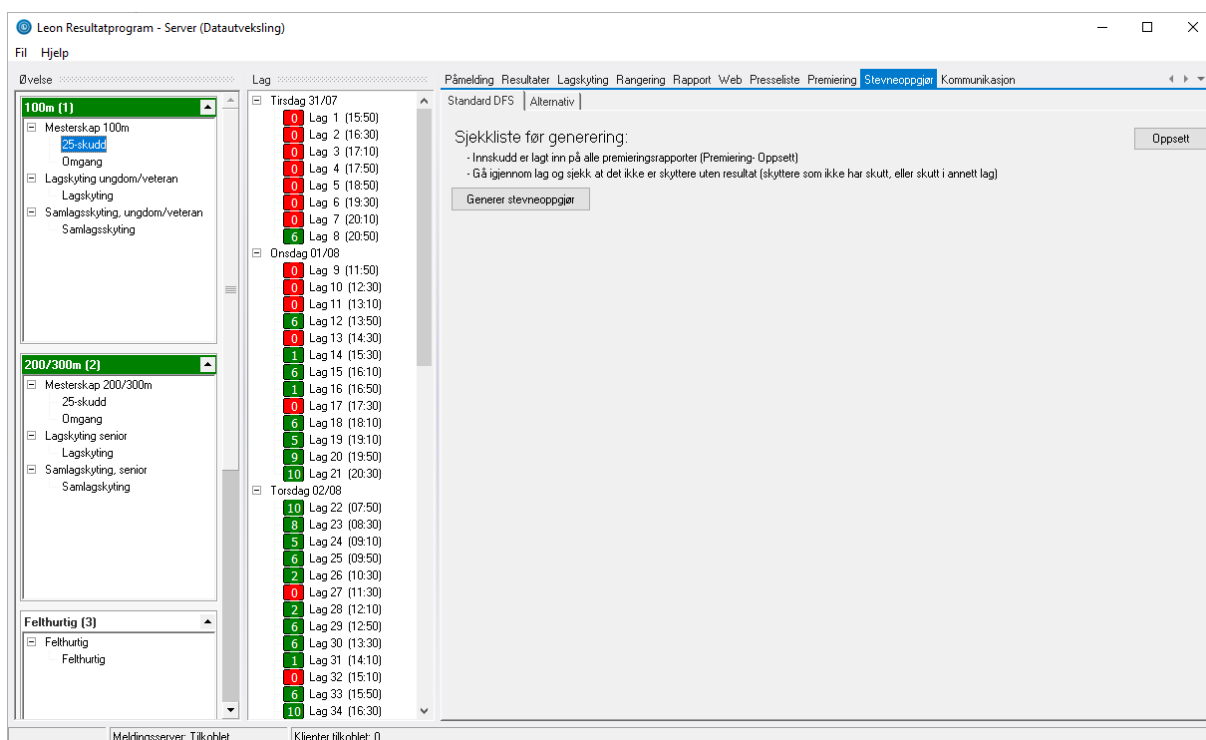 Leon Resultatprogram - Server (Datautveksling)
Fil Hjelp
Øvelse
100m (1)
Mesterskap 100m
25-skudd
Omgang
Lagskyting ungdom/veteran
Lagskyting
Samlagsskyting, ungdom/veteran
Samlagsskyting
200/300m (2)
Mesterskap 200/300m
25-skudd
Omgang
Lagskyting senior
Lagskyting
Samlagskyting, senior
Samlagskyting
Felthurtig (3)
Felthurtig
Felthurtig
Lag
Tirsdag 31/07
0 Lag 1 (15:50)
0 Lag 2 (16:30)
0 Lag 3 (17:10)
0 Lag 4 (17:50)
0 Lag 5 (18:50)
0 Lag 6 (19:30)
0 Lag 7 (20:10)
6 Lag 8 (20:50)
Onsdag 01/08
0 Lag 9 (11:50)
0 Lag 10 (12:30)
0 Lag 11 (13:10)
6 Lag 12 (13:50)
0 Lag 13 (14:30)
1 Lag 14 (15:30)
6 Lag 15 (16:10)
1 Lag 16 (16:50)
0 Lag 17 (17:30)
6 Lag 18 (18:10)
5 Lag 19 (19:10)
9 Lag 20 (19:50)
10 Lag 21 (20:30)
Torsdag 02/08
10 Lag 22 (07:50)
8 Lag 23 (08:30)
5 Lag 24 (09:10)
6 Lag 25 (09:50)
2 Lag 26 (10:30)
0 Lag 27 (11:30)
2 Lag 28 (12:10)
6 Lag 29 (12:50)
6 Lag 30 (13:30)
1 Lag 31 (14:10)
0 Lag 32 (15:10)
6 Lag 33 (15:50)
10 Lag 34 (16:30)
Påmelding Resultater Lagskyting Rangering Rapport Web Presseliste Premiering Stevneoppgjør Kommunikasjon
Standard DFS Alternativ
Sjekkliste før generering:
- Innskudd er lagt inn på alle premieringsrapporter (Premiering- Oppsett)
- Gå igjennom lag og sjekk at det ikke er skyttere uten resultat (skyttere som ikke har skutt, eller skutt i annett lag)
Oppsett
Generer stevneoppgjør
Meldingsserver: Tilkoblet Klienter tilkoblet: 0